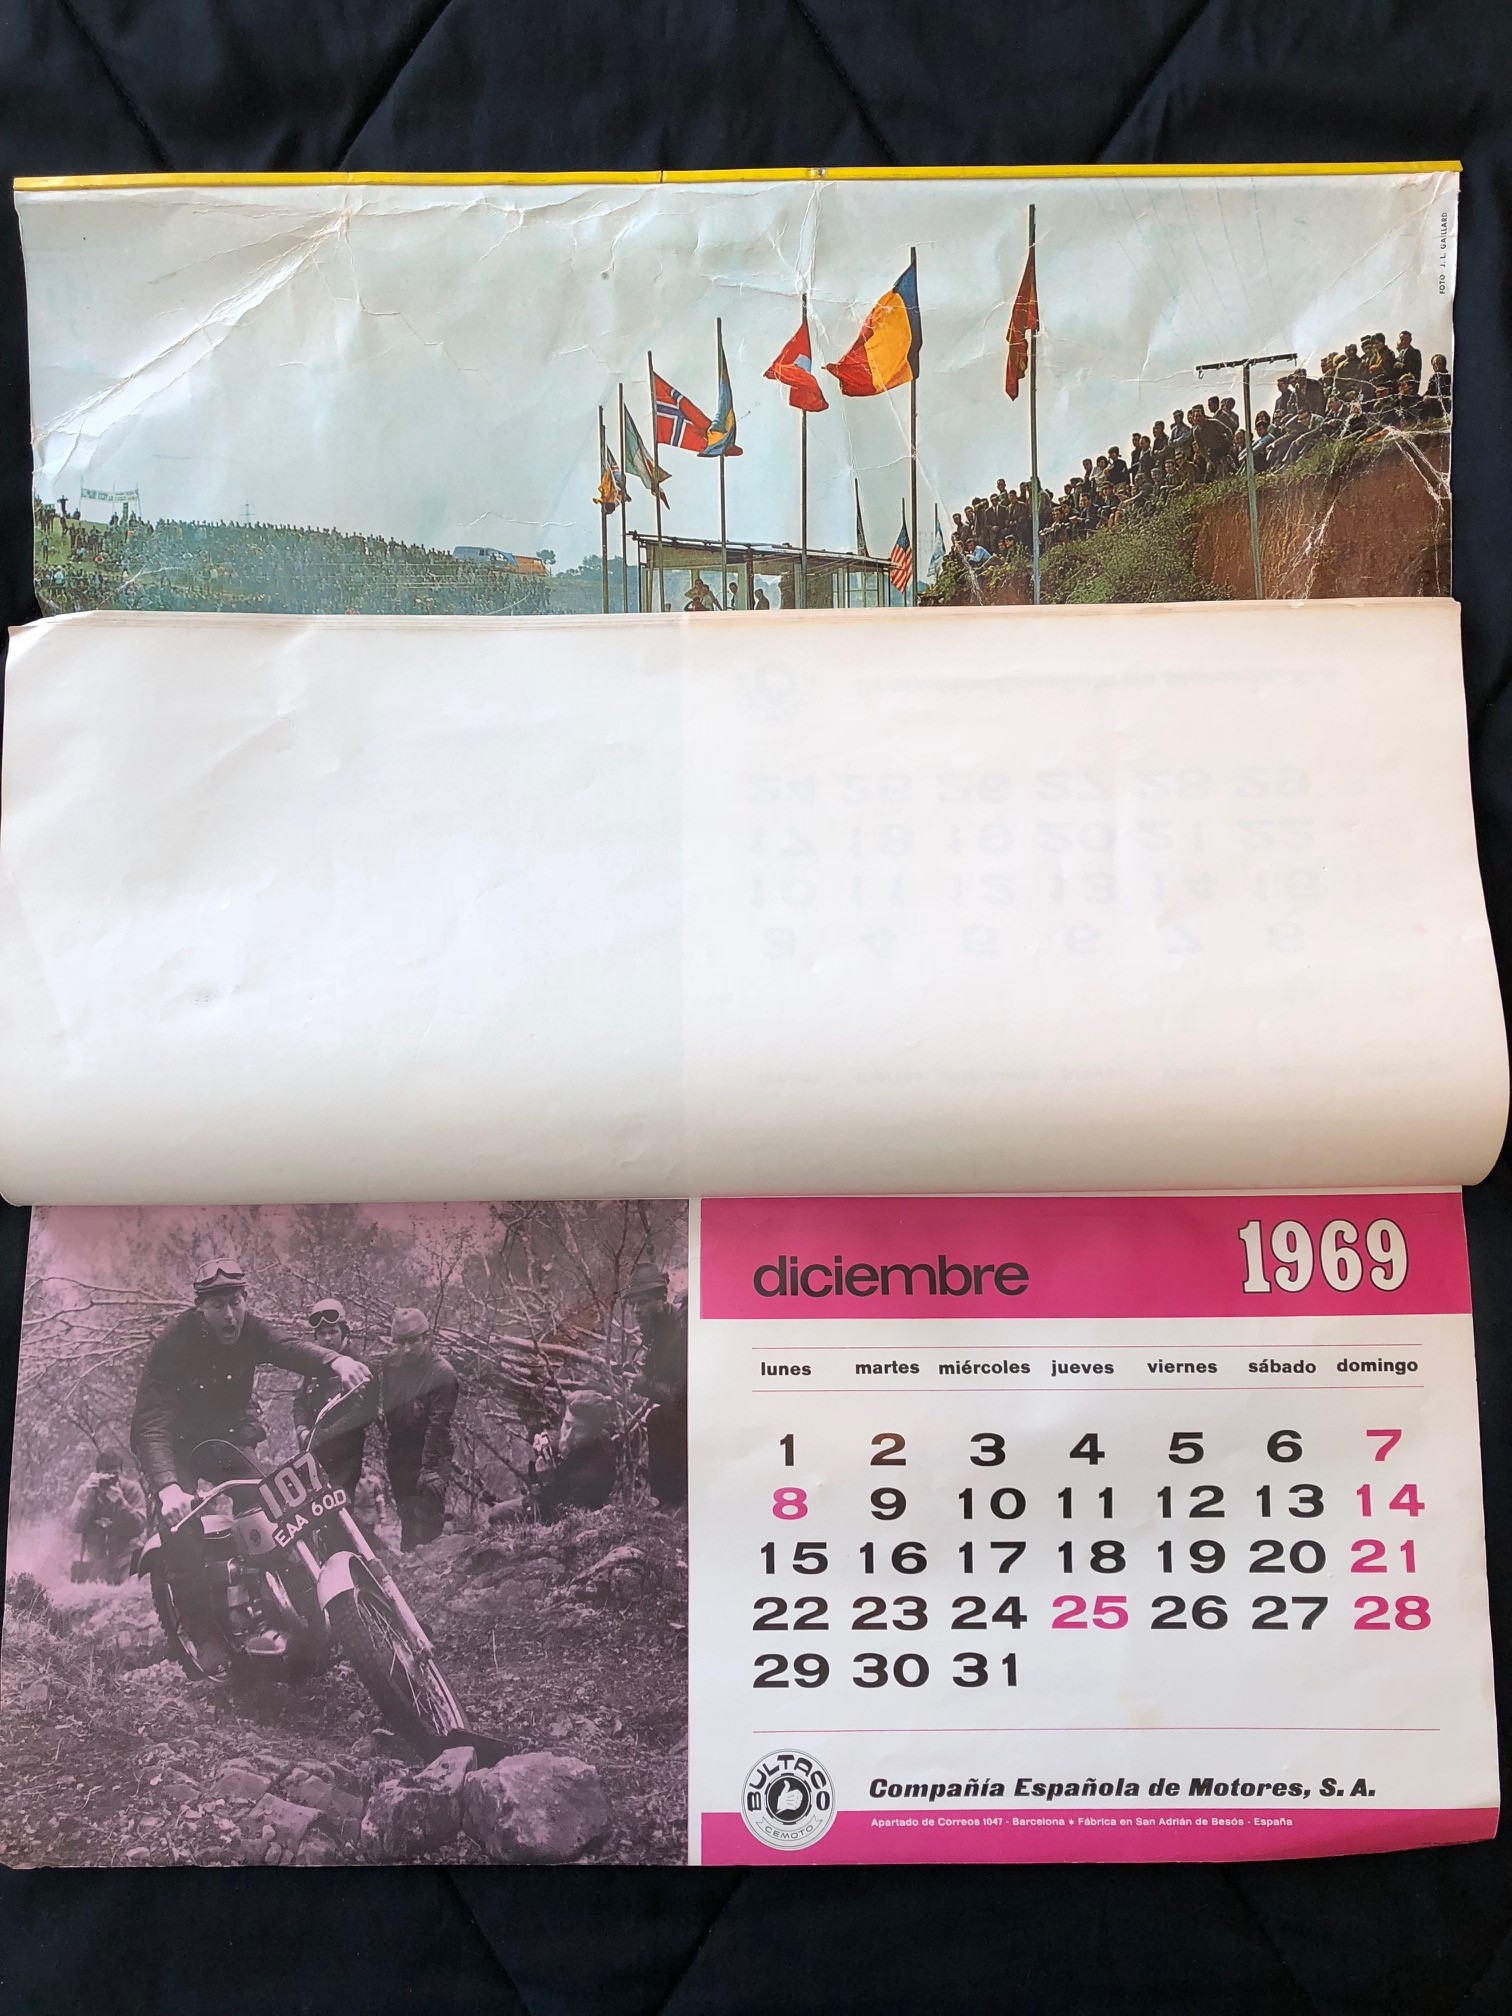 FOTO J. L. GAILLARD
diciembre 1969
lunes martes miércoles jueves viernes sábado domingo
1 2 3 4 5 6 7
8 9 10 11 12 13 14
15 16 17 18 19 20 21
22 23 24 25 26 27 28
29 30 31
107
EAA 60D
BULTACO
CEMOTO
Compañía Española de Motores, S. A.
Apartado de Correos 1047 - Barcelona * Fábrica en San Adrián de Besós - España